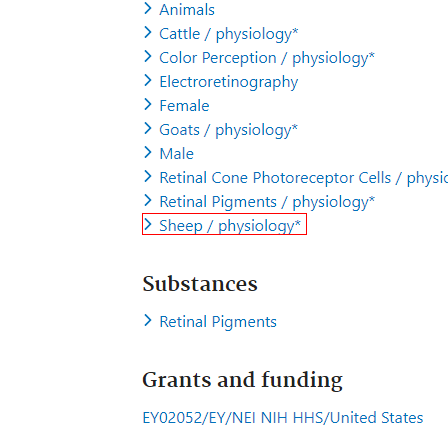 Animals
Cattle / physiology*
Color Perception / physiology*
Electroretinography
Female
Goats / physiology*
Male
Retinal Cone Photoreceptor Cells / physio
Retinal Pigments / physiology*
Sheep / physiology*
Substances
Retinal Pigments
Grants and funding
EY02052/EY/NEI NIH HHS/United States